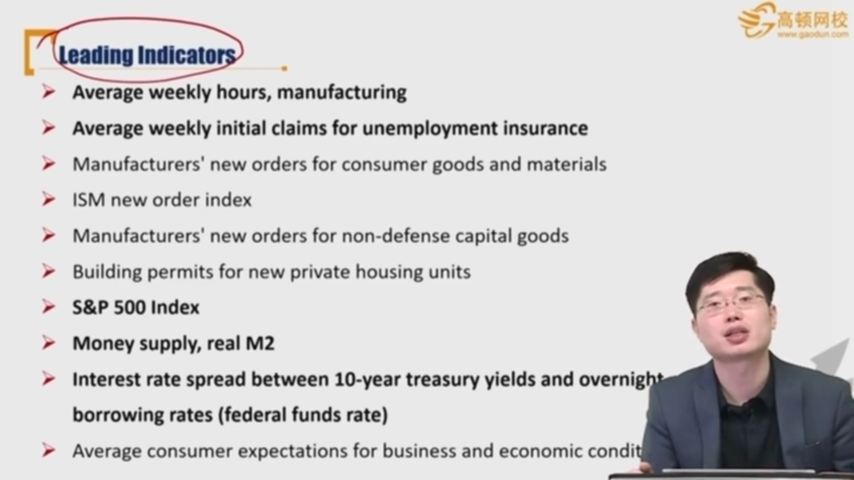 高顿网校
www.gaodun.com
Leading Indicators
Average weekly hours, manufacturing
Average weekly initial claims for unemployment insurance
Manufacturers' new orders for consumer goods and materials
ISM new order index
Manufacturers' new orders for non-defense capital goods
Building permits for new private housing units
S&P 500 Index
Money supply, real M2
Interest rate spread between 10-year treasury yields and overnight
borrowing rates (federal funds rate)
Average consumer expectations for business and economic